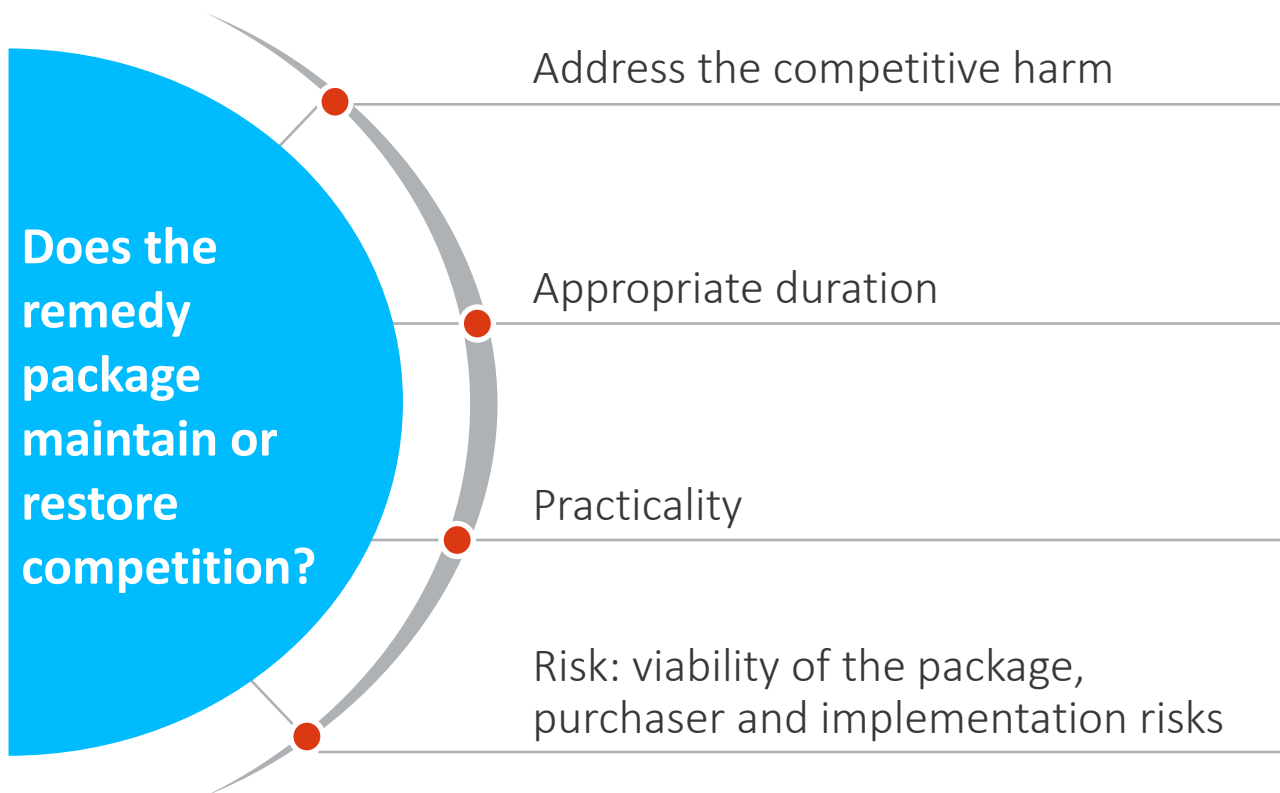 Does the
remedy
package
maintain or
restore
competition?
Address the competitive harm
Appropriate duration
Practicality
Risk: viability of the package,
purchaser and implementation risks